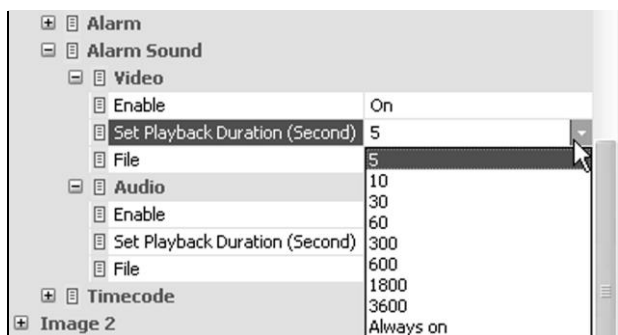 Alarm
Alarm Sound
Video
Enable On
Set Playback Duration (Second) 5
File 5
10
30
60
300
600
1800
3600
Always on
Audio
Enable
Set Playback Duration (Second)
File
Timecode
Image 2